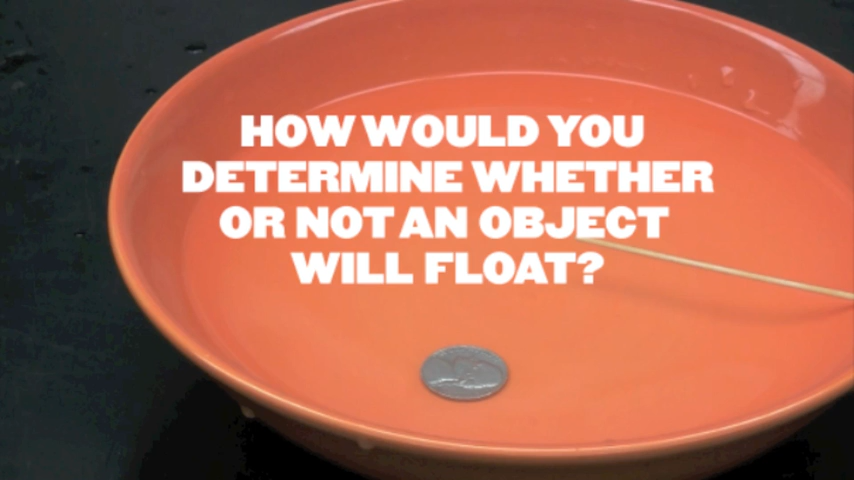 HOW WOULD YOU
DETERMINE WHETHER
OR NOT AN OBJECT
WILL FLOAT?